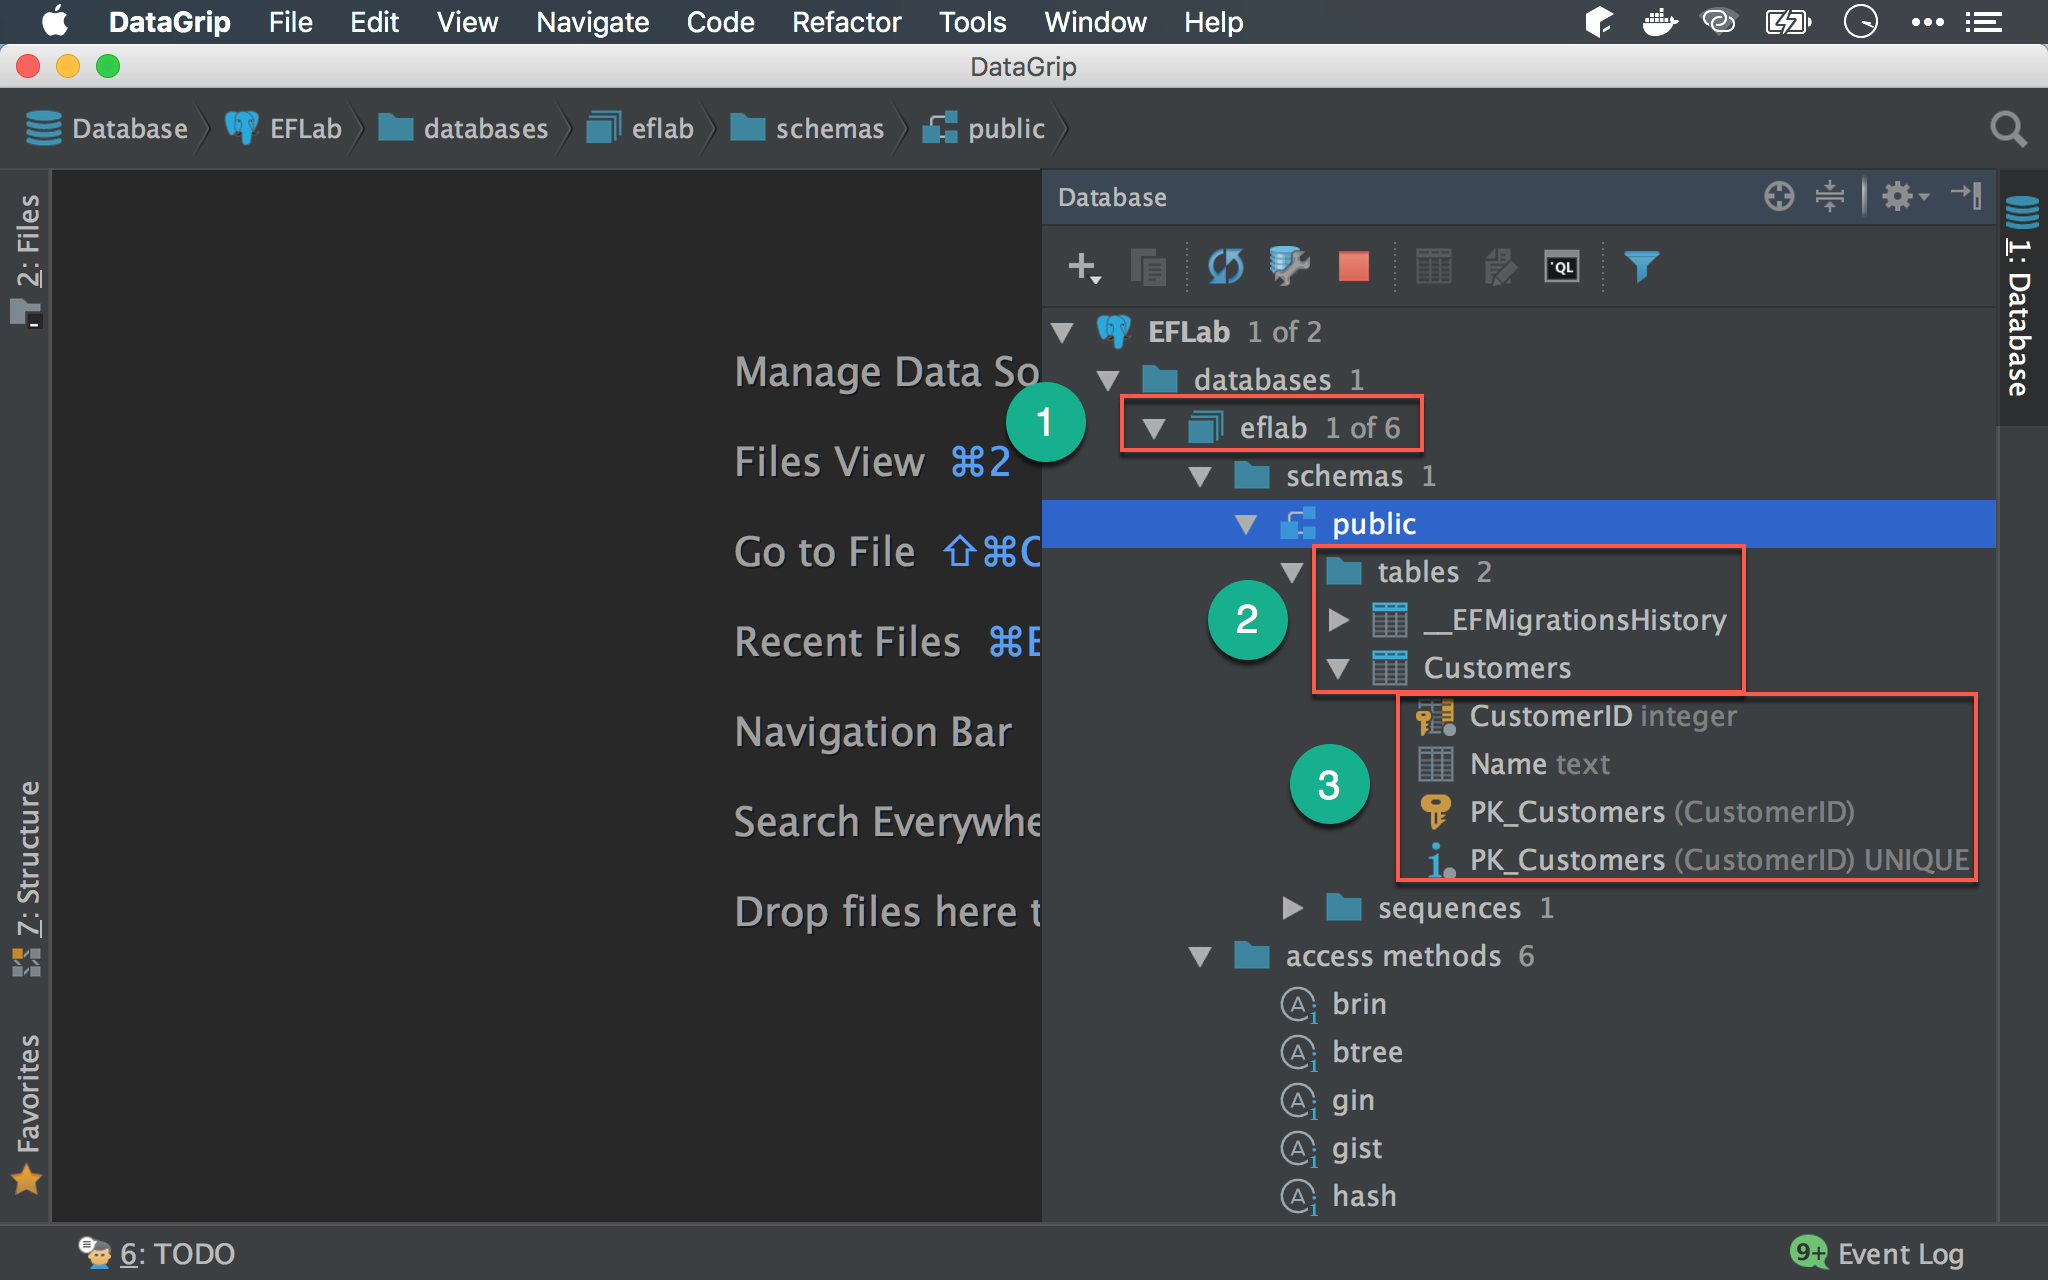 DataGrip File Edit View Navigate Code Refactor Tools Window Help
DataGrip
Database EFLab databases eflab schemas public
2: Files
7: Structure
Favorites
Manage Data So
Files View ⌘2
Go to File ⇧⌘
Recent Files ⌘E
Navigation Bar
Search Everywhe
Drop files here t
Database
QL
EFLab 1 of 2
databases 1
1
eflab 1 of 6
schemas 1
public
tables 2
2
__EFMigrationsHistory
Customers
CustomerID integer
3
Name text
PK_Customers (CustomerID)
PK_Customers (CustomerID) UNIQUE
sequences 1
access methods 6
brin
btree
gin
gist
hash
1: Database
6: TODO
9+ Event Log